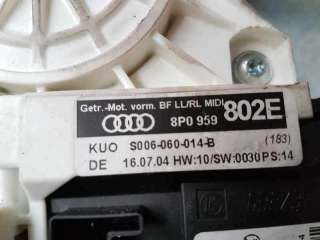 Getr.-Mot. vorm. BF LL/RL MIDI
8P0 959 802E
KUO S006-060-014-B (183)
DE 16.07.04 HW:10/SW:0030 PS:14